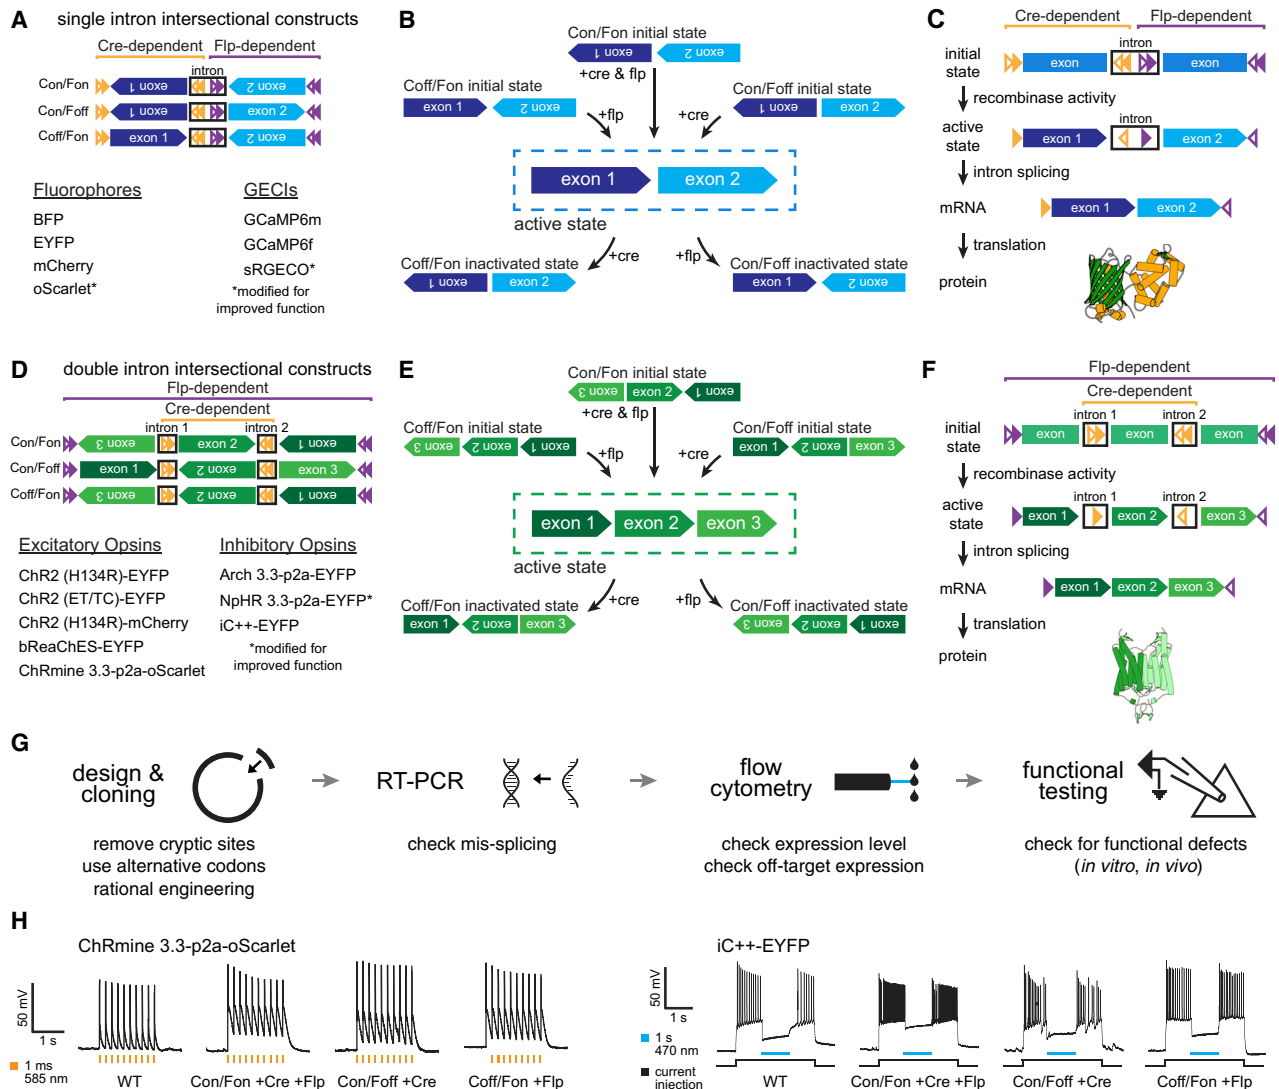 A
single intron intersectional constructs
Cre-dependent
Flp-dependent
intron
Con/Fon
exon 1
exon 2
Con/Foff
exon 1
exon 2
Coff/Fon
exon 1
exon 2
Fluorophores
BFP
EYFP
mCherry
oScarlet*
GECIs
GCaMP6m
GCaMP6f
sRGECO*
*modified for
improved function
B
Con/Fon initial state
exon 1
exon 2
+cre & flp
Coff/Fon initial state
exon 1
exon 2
+flp
Con/Foff initial state
exon 1
exon 2
+cre
exon 1
exon 2
active state
+cre
+flp
Coff/Fon inactivated state
exon 1
exon 2
Con/Foff inactivated state
exon 1
exon 2
C
Cre-dependent
Flp-dependent
intron
initial
state
exon
exon
recombinase activity
intron
active
state
exon 1
exon 2
intron splicing
mRNA
exon 1
exon 2
translation
protein
D
double intron intersectional constructs
Flp-dependent
Cre-dependent
intron 1
intron 2
Con/Fon
exon 3
exon 2
exon 1
Con/Foff
exon 1
exon 2
exon 3
Coff/Fon
exon 3
exon 2
exon 1
Excitatory Opsins
ChR2 (H134R)-EYFP
ChR2 (ET/TC)-EYFP
ChR2 (H134R)-mCherry
bReaChES-EYFP
ChRmine 3.3-p2a-oScarlet
Inhibitory Opsins
Arch 3.3-p2a-EYFP
NpHR 3.3-p2a-EYFP*
iC++-EYFP
*modified for
improved function
E
Con/Fon initial state
exon 3
exon 2
exon 1
+cre & flp
Coff/Fon initial state
exon 3
exon 2
exon 1
+flp
Con/Foff initial state
exon 1
exon 2
exon 3
+cre
exon 1
exon 2
exon 3
active state
+cre
+flp
Coff/Fon inactivated state
exon 1
exon 2
exon 3
Con/Foff inactivated state
exon 3
exon 2
exon 1
F
Flp-dependent
Cre-dependent
intron 1
intron 2
initial
state
exon
exon
exon
recombinase activity
intron 1
intron 2
active
state
exon 1
exon 2
exon 3
intron splicing
mRNA
exon 1
exon 2
exon 3
translation
protein
G
design &
cloning
remove cryptic sites
use alternative codons
rational engineering
RT-PCR
check mis-splicing
flow
cytometry
check expression level
check off-target expression
functional
testing
check for functional defects
(in vitro, in vivo)
H
ChRmine 3.3-p2a-oScarlet
50 mV
1 s
1 ms
585 nm
WT
Con/Fon +Cre +Flp
Con/Foff +Cre
Coff/Fon +Flp
iC++-EYFP
50 mV
1 s
1 s
470 nm
current
injection
WT
Con/Fon +Cre +Flp
Con/Foff +Cre
Coff/Fon +Flp